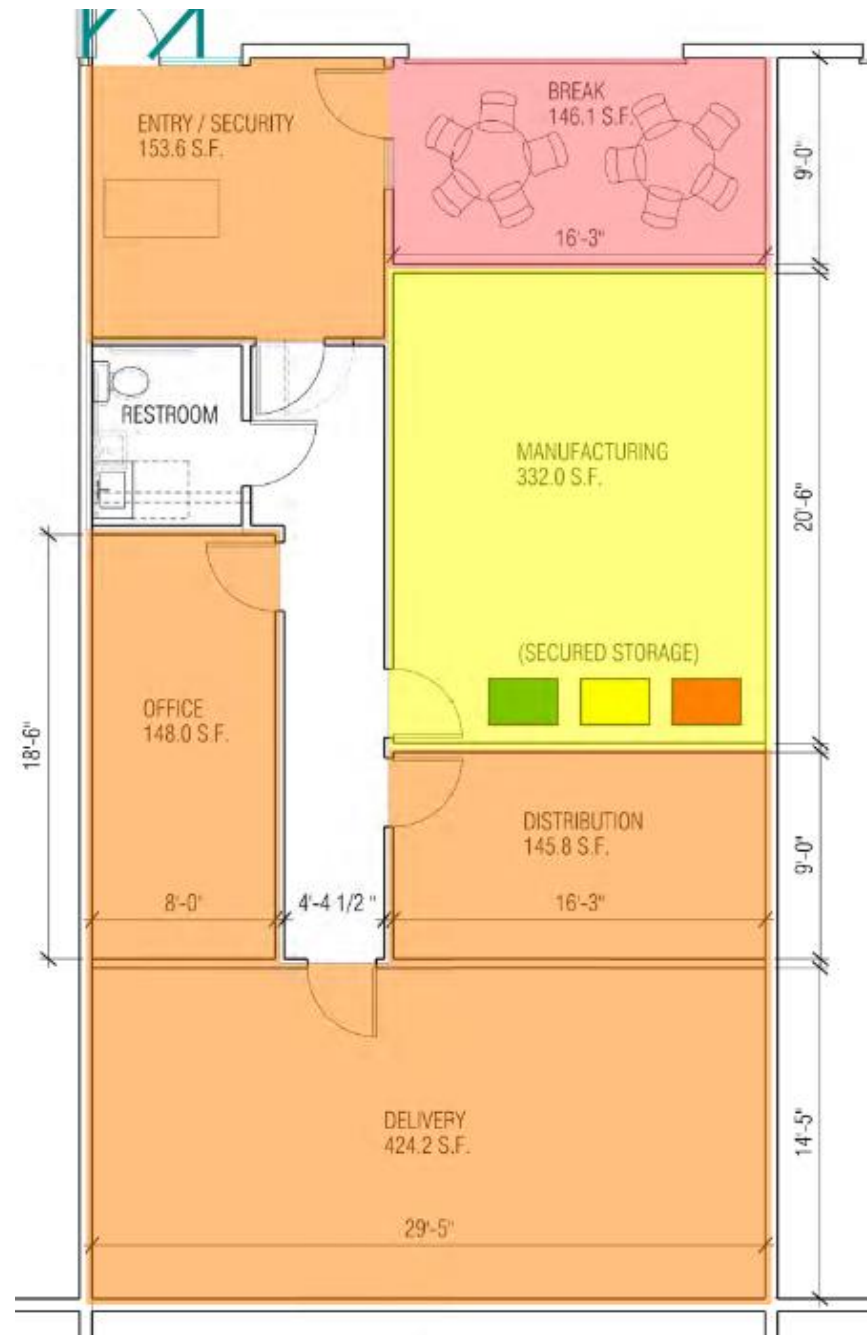 ENTRY / SECURITY
153.6 S.F.
BREAK
146.1 S.F.
9'-0"
16'-3"
RESTROOM
MANUFACTURING
332.0 S.F.
20'-6"
(SECURED STORAGE)
OFFICE
148.0 S.F.
18'-6"
DISTRIBUTION
145.8 S.F.
9'-0"
8'-0"
4'-4 1/2 "
16'-3"
DELIVERY
424.2 S.F.
14'-5"
29'-5"